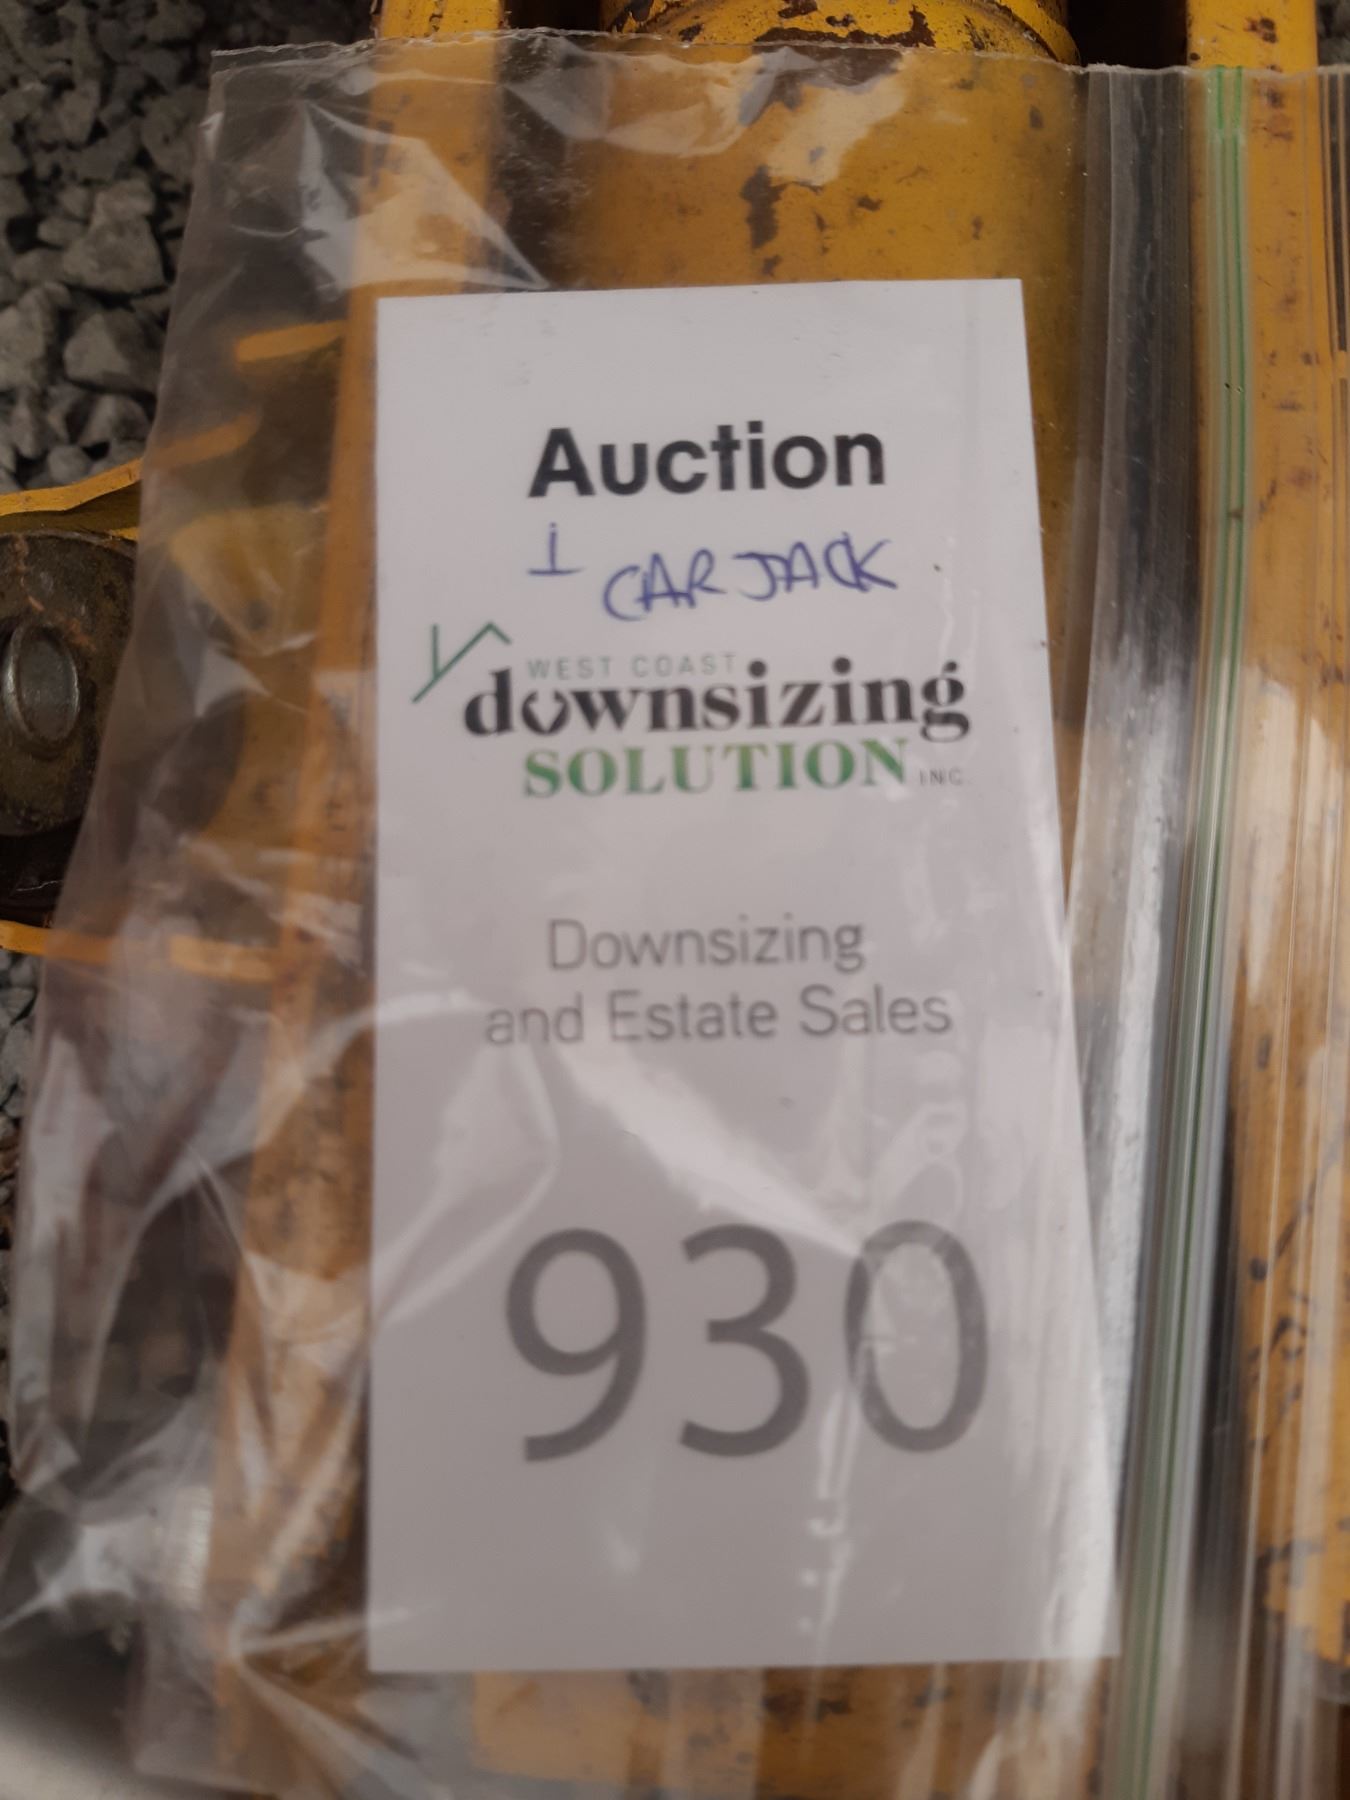 Auction
1 CAR JACK
WEST COAST
downsizing
SOLUTION INC.
Downsizing
and Estate Sales
930